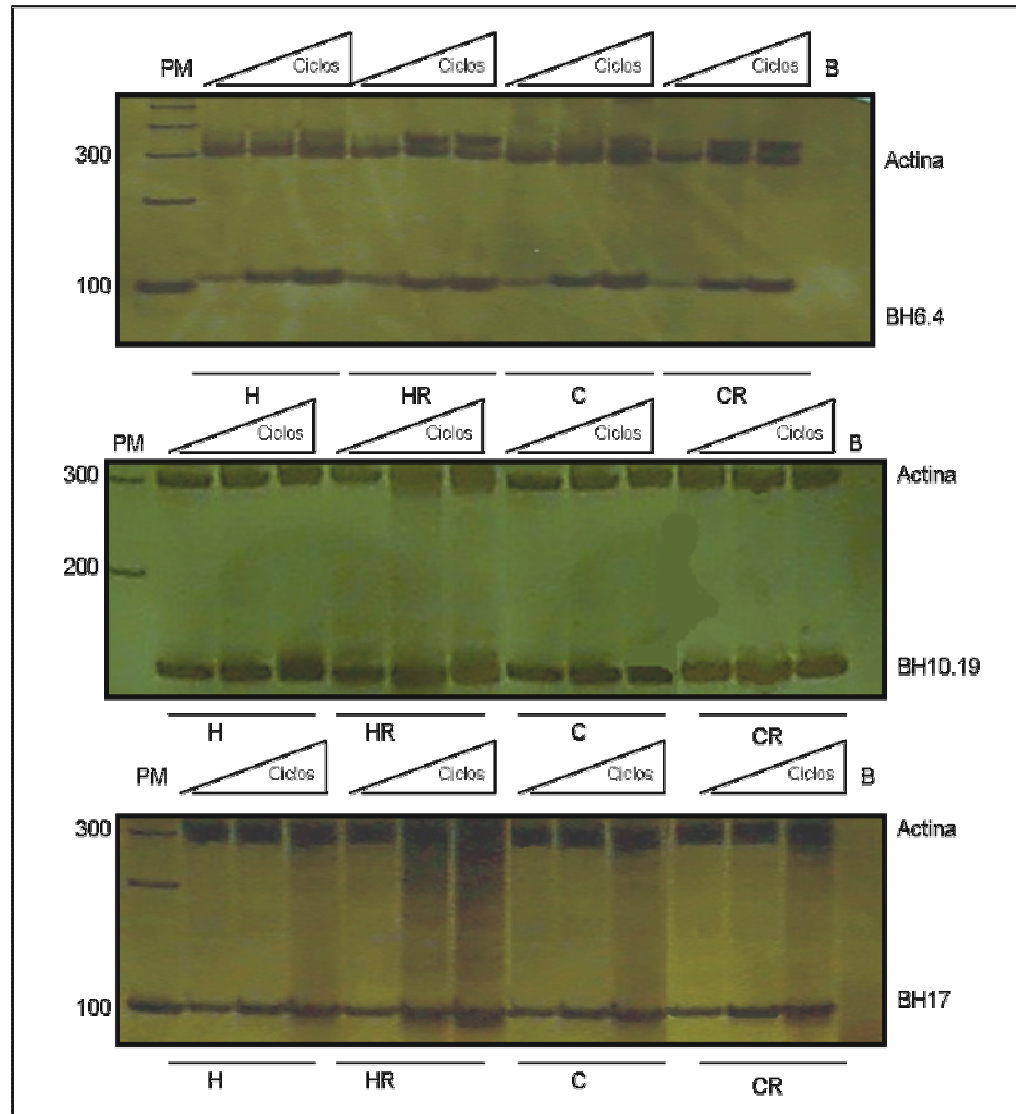 PM Ciclos Ciclos Ciclos Ciclos B
300 Actina
100
BH6.4
H HR C CR
PM Ciclos Ciclos Ciclos Ciclos B
300 Actina
200
BH10.19
H HR C CR
PM Ciclos Ciclos Ciclos Ciclos B
300 Actina
100 BH17
H HR C CR